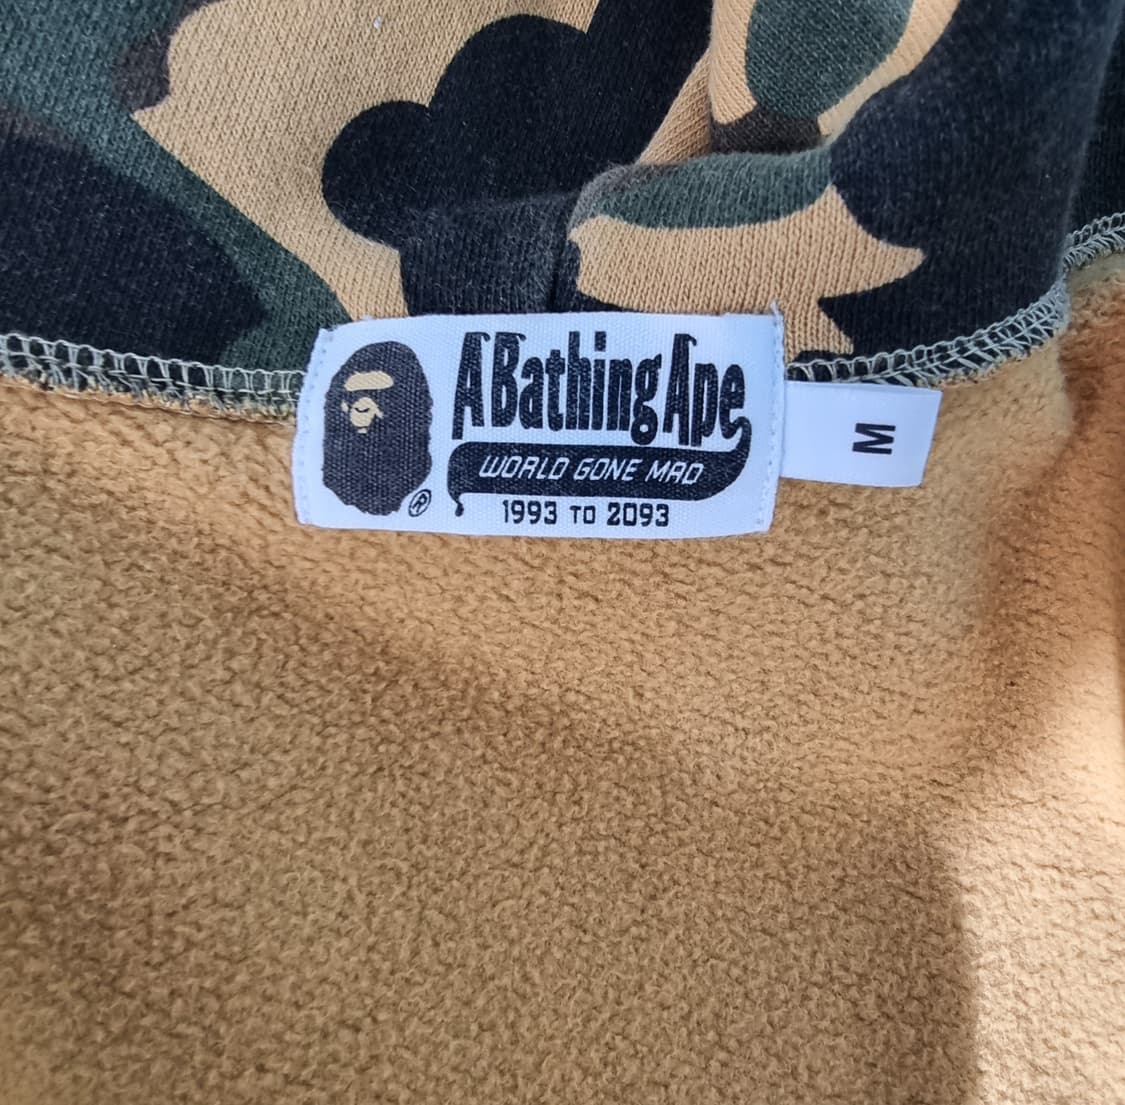 A Bathing Ape
WORLD GONE MAD
1993 TO 2093
®
M